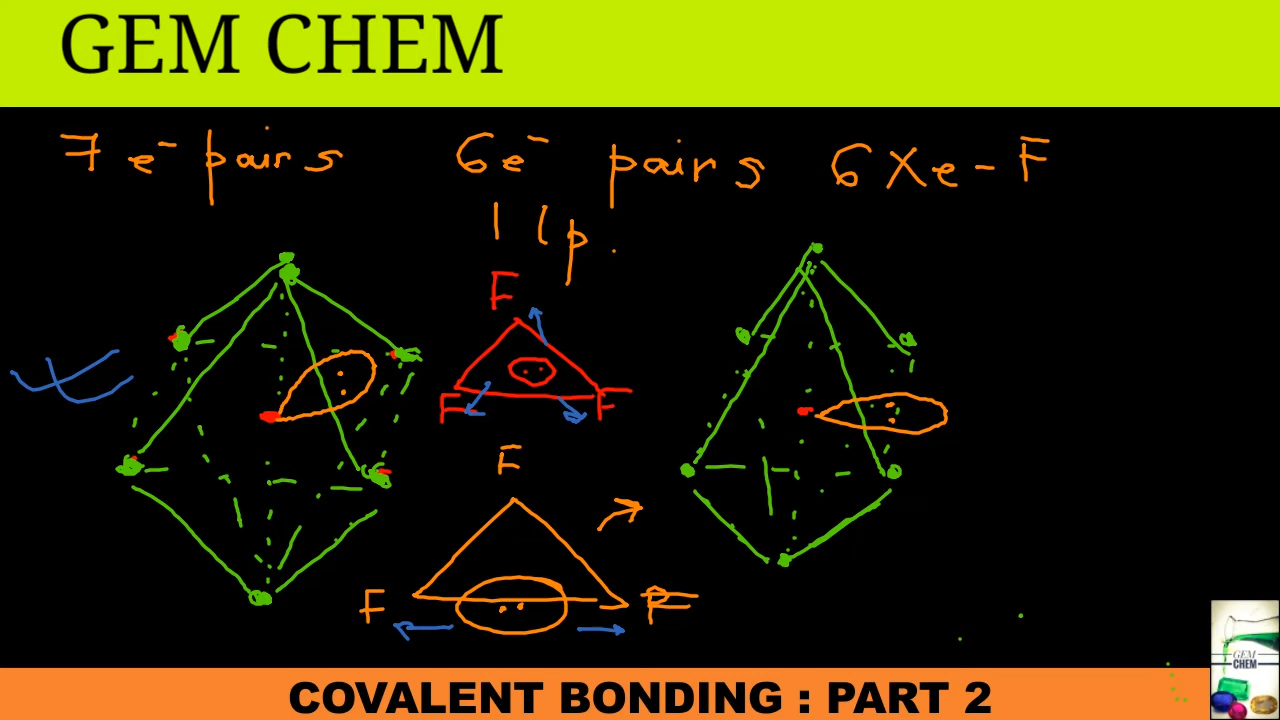 GEM CHEM
7 e⁻ pairs 6e⁻ pairs 6 Xe - F
1 lp.
F
F F
F
F F
GEM
CHEM
COVALENT BONDING : PART 2